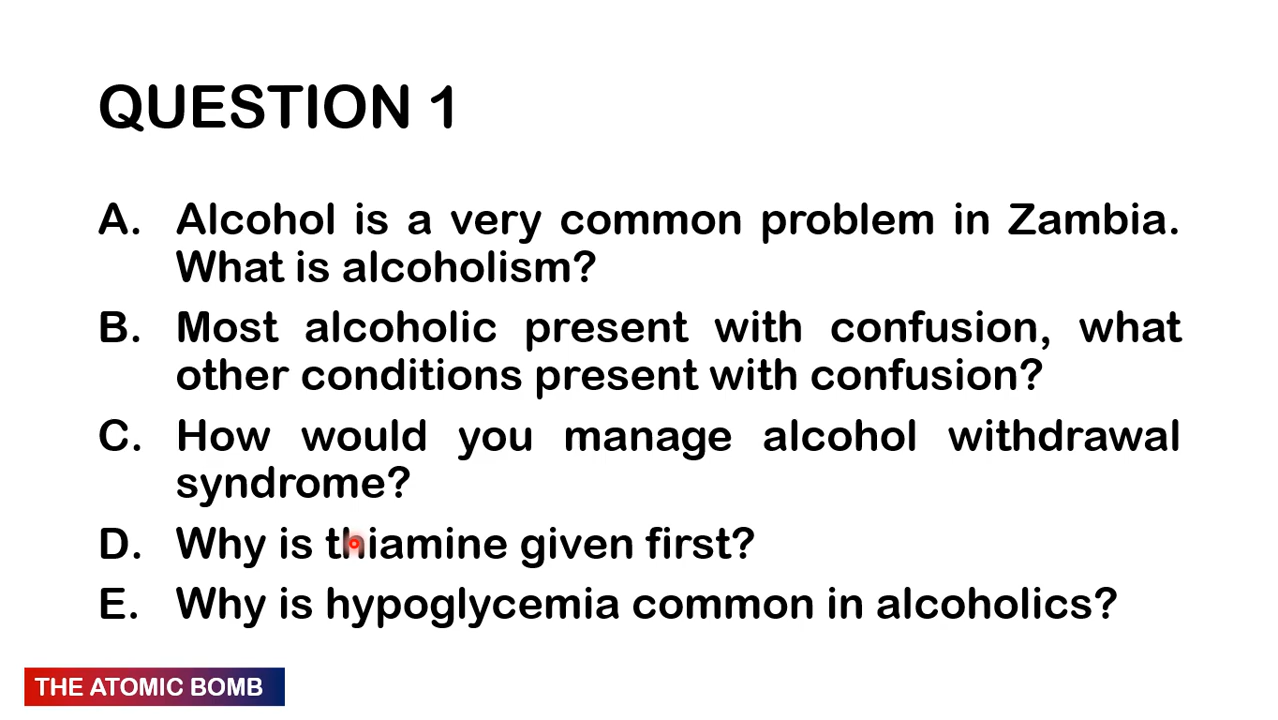 QUESTION 1
A. Alcohol is a very common problem in Zambia.
What is alcoholism?
B. Most alcoholic present with confusion, what
other conditions present with confusion?
C. How would you manage alcohol withdrawal
syndrome?
D. Why is thiamine given first?
E. Why is hypoglycemia common in alcoholics?
THE ATOMIC BOMB